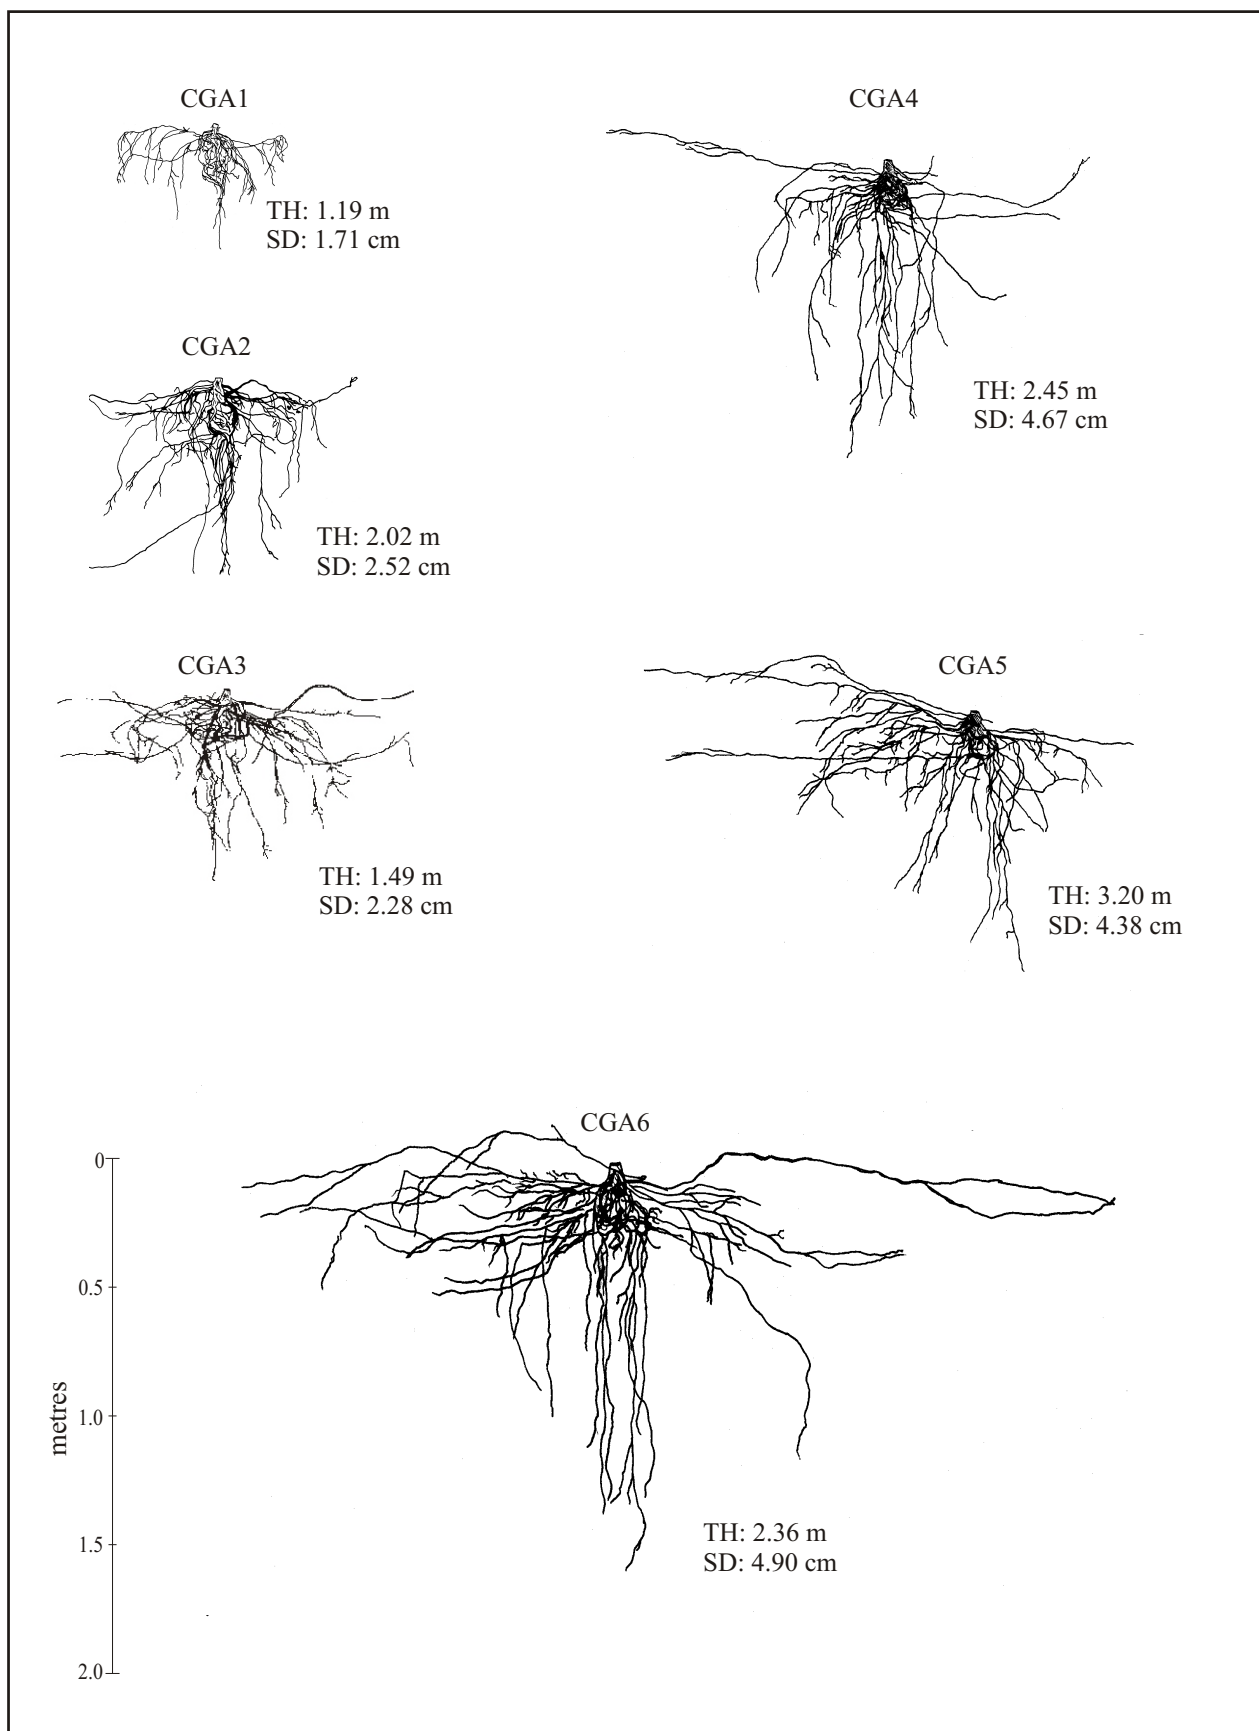 CGA1
TH: 1.19 m
SD: 1.71 cm
CGA4
TH: 2.45 m
SD: 4.67 cm
CGA2
TH: 2.02 m
SD: 2.52 cm
CGA3
TH: 1.49 m
SD: 2.28 cm
CGA5
TH: 3.20 m
SD: 4.38 cm
CGA6
0
0.5
1.0
1.5
2.0
metres
TH: 2.36 m
SD: 4.90 cm